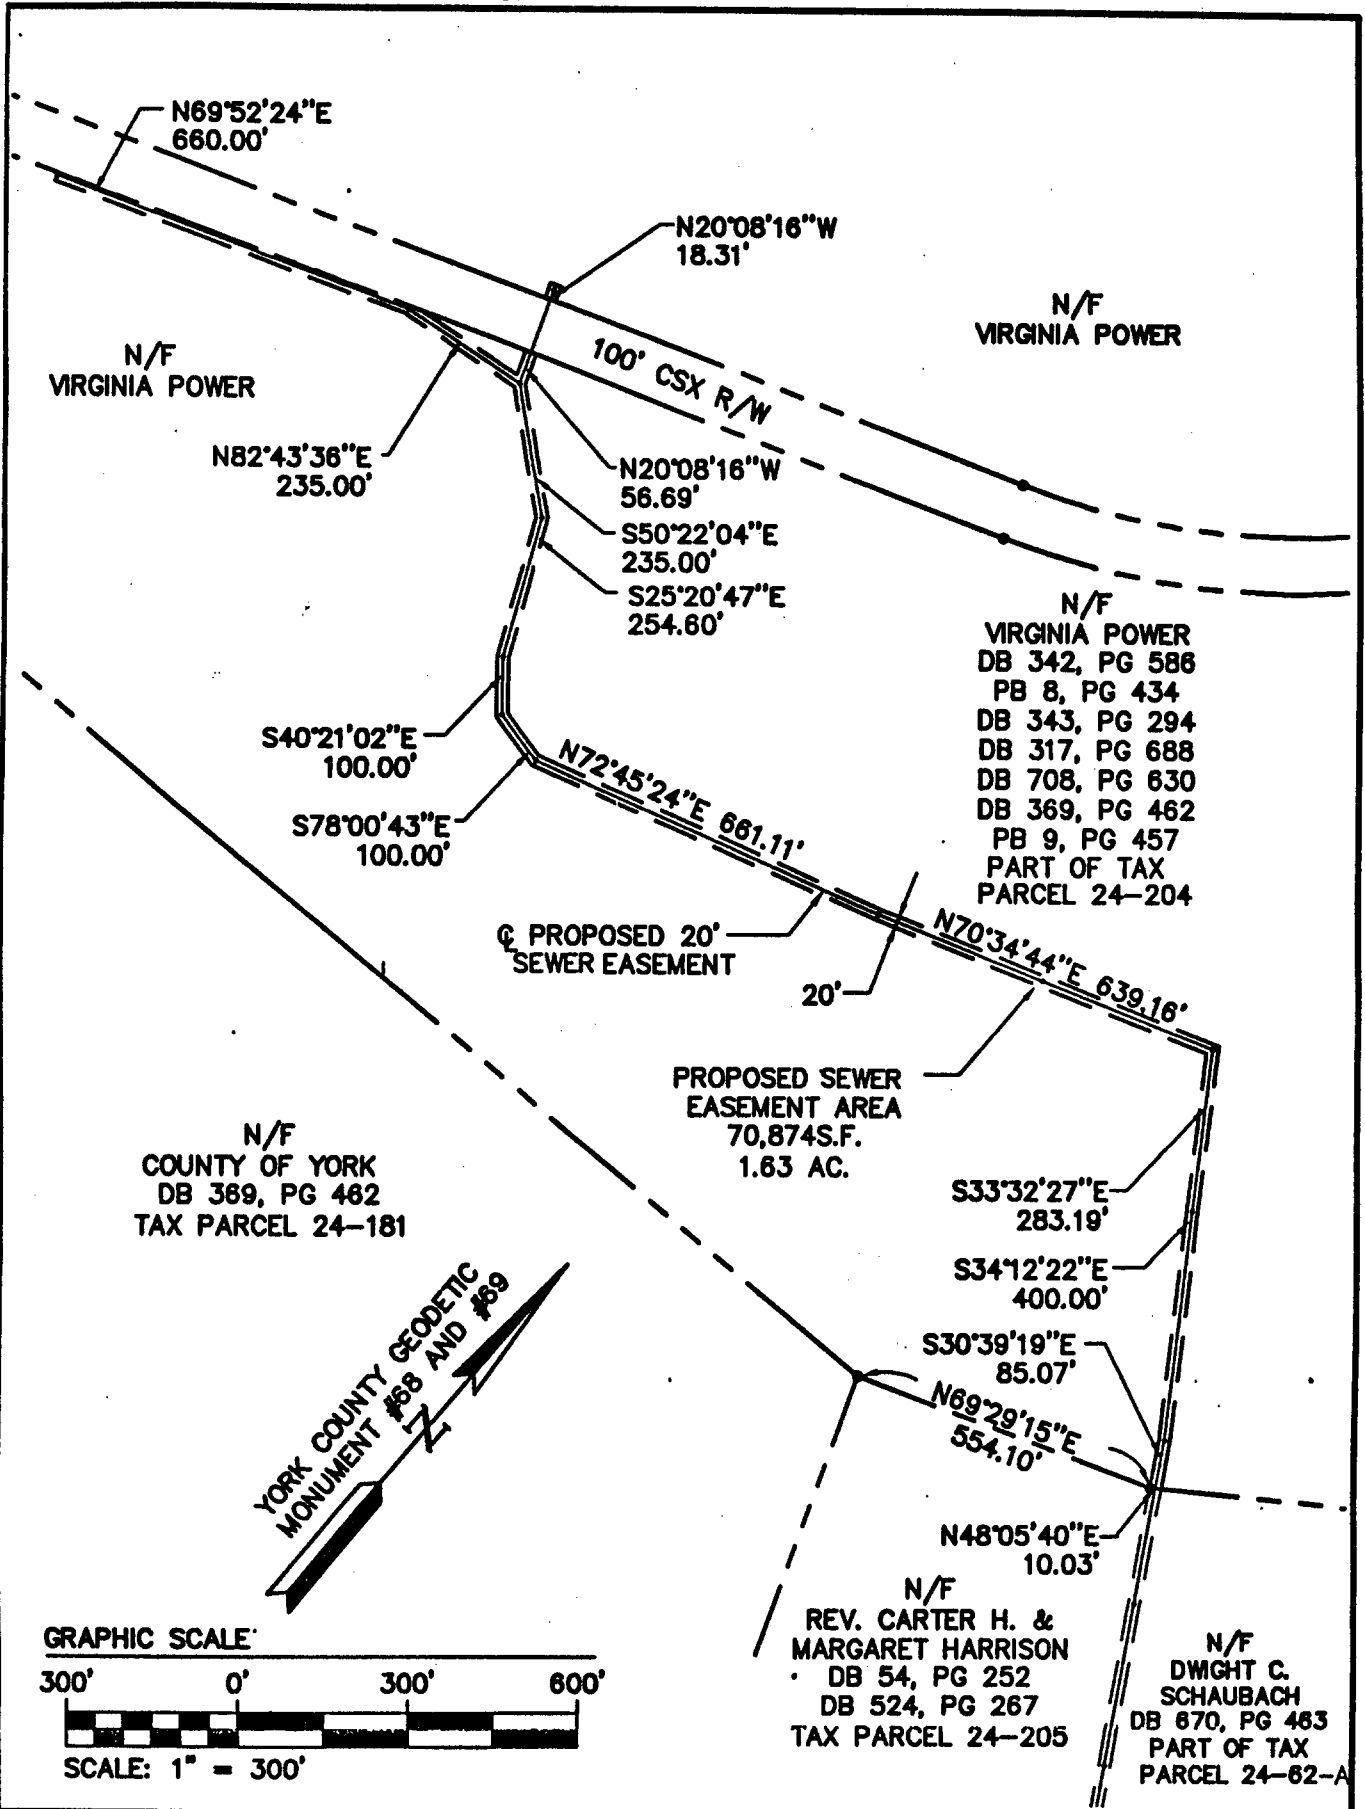 N69°52'24"E
660.00'
N20°08'16"W
18.31'
N/F
VIRGINIA POWER
N/F
VIRGINIA POWER
100' CSX R/W
N82°43'36"E
235.00'
N20°08'16"W
56.69'
S50°22'04"E
235.00'
S25°20'47"E
254.60'
N/F
VIRGINIA POWER
DB 342, PG 586
PB 8, PG 434
DB 343, PG 294
DB 317, PG 688
DB 708, PG 630
DB 369, PG 462
PB 9, PG 457
PART OF TAX
PARCEL 24-204
S40°21'02"E
100.00'
S78°00'43"E
100.00'
N72°45'24"E 661.11'
℄ PROPOSED 20'
SEWER EASEMENT
20'
N70°34'44"E 639.16'
PROPOSED SEWER
EASEMENT AREA
70,874S.F.
1.63 AC.
N/F
COUNTY OF YORK
DB 369, PG 462
TAX PARCEL 24-181
S33°32'27"E
283.19'
S34°12'22"E
400.00'
S30°39'19"E
85.07'
N69°29'15"E
554.10'
N48°05'40"E
10.03'
YORK COUNTY GEODETIC
MONUMENT #68 AND #69
N
N/F
REV. CARTER H. &
MARGARET HARRISON
DB 54, PG 252
DB 524, PG 267
TAX PARCEL 24-205
N/F
DWIGHT C.
SCHAUBACH
DB 670, PG 463
PART OF TAX
PARCEL 24-62-A
GRAPHIC SCALE
300' 0' 300' 600'
SCALE: 1" = 300'